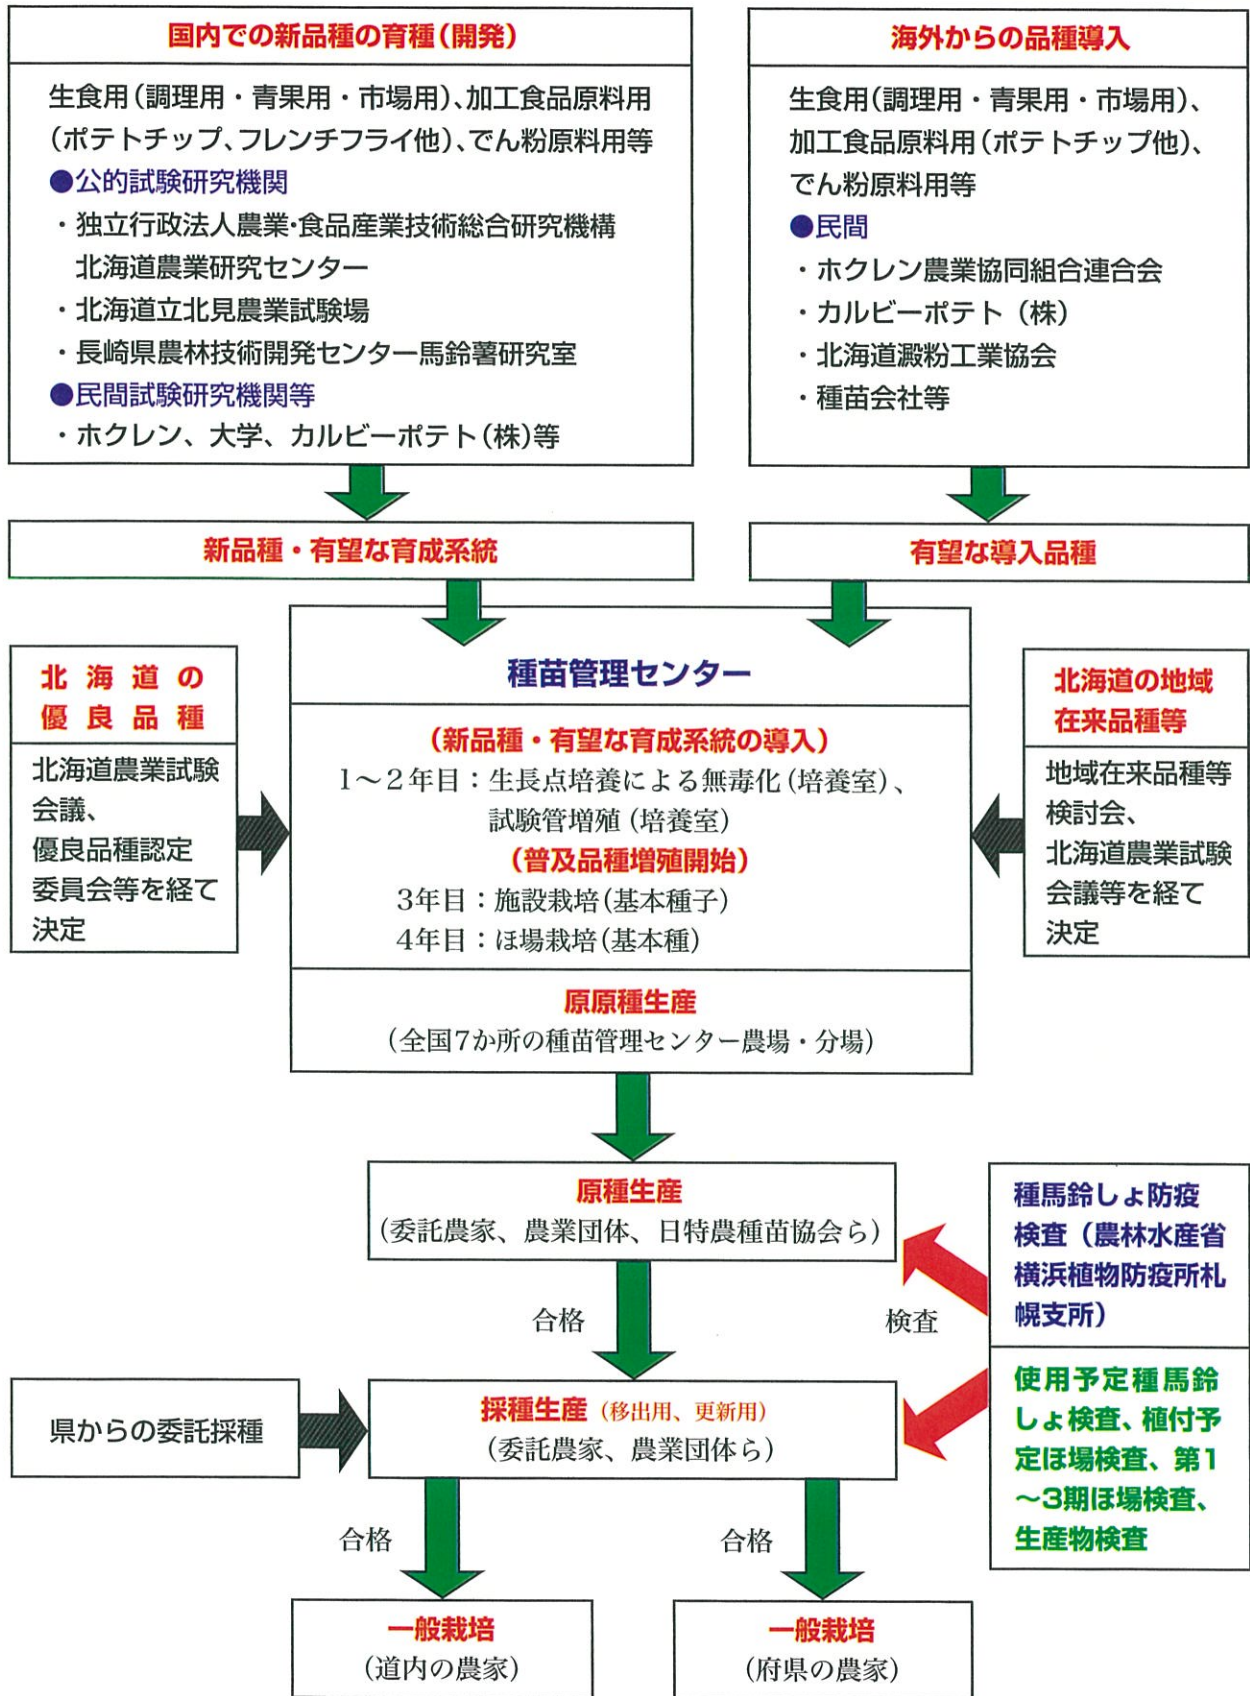 国内での新品種の育種(開発)
生食用(調理用・青果用・市場用)、加工食品原料用
(ポテトチップ、フレンチフライ他)、でん粉原料用等
●公的試験研究機関
・独立行政法人農業・食品産業技術総合研究機構
北海道農業研究センター
・北海道立北見農業試験場
・長崎県農林技術開発センター馬鈴薯研究室
●民間試験研究機関等
・ホクレン、大学、カルビーポテト(株)等
海外からの品種導入
生食用(調理用・青果用・市場用)、
加工食品原料用(ポテトチップ他)、
でん粉原料用等
●民間
・ホクレン農業協同組合連合会
・カルビーポテト(株)
・北海道澱粉工業協会
・種苗会社等
新品種・有望な育成系統
有望な導入品種
北海道の
優良品種
北海道農業試験
会議、
優良品種認定
委員会等を経て
決定
種苗管理センター
(新品種・有望な育成系統の導入)
1〜2年目:生長点培養による無毒化(培養室)、
試験管増殖(培養室)
(普及品種増殖開始)
3年目:施設栽培(基本種子)
4年目:ほ場栽培(基本種)
原原種生産
(全国7か所の種苗管理センター農場・分場)
北海道の地域
在来品種等
地域在来品種等
検討会、
北海道農業試験
会議等を経て
決定
原種生産
(委託農家、農業団体、日特農種苗協会ら)
合格
検査
種馬鈴しょ防疫
検査(農林水産省
横浜植物防疫所札
幌支所)
使用予定種馬鈴
しょ検査、植付予
定ほ場検査、第1
〜3期ほ場検査、
生産物検査
県からの委託採種
採種生産(移出用、更新用)
(委託農家、農業団体ら)
合格
合格
一般栽培
(道内の農家)
一般栽培
(府県の農家)